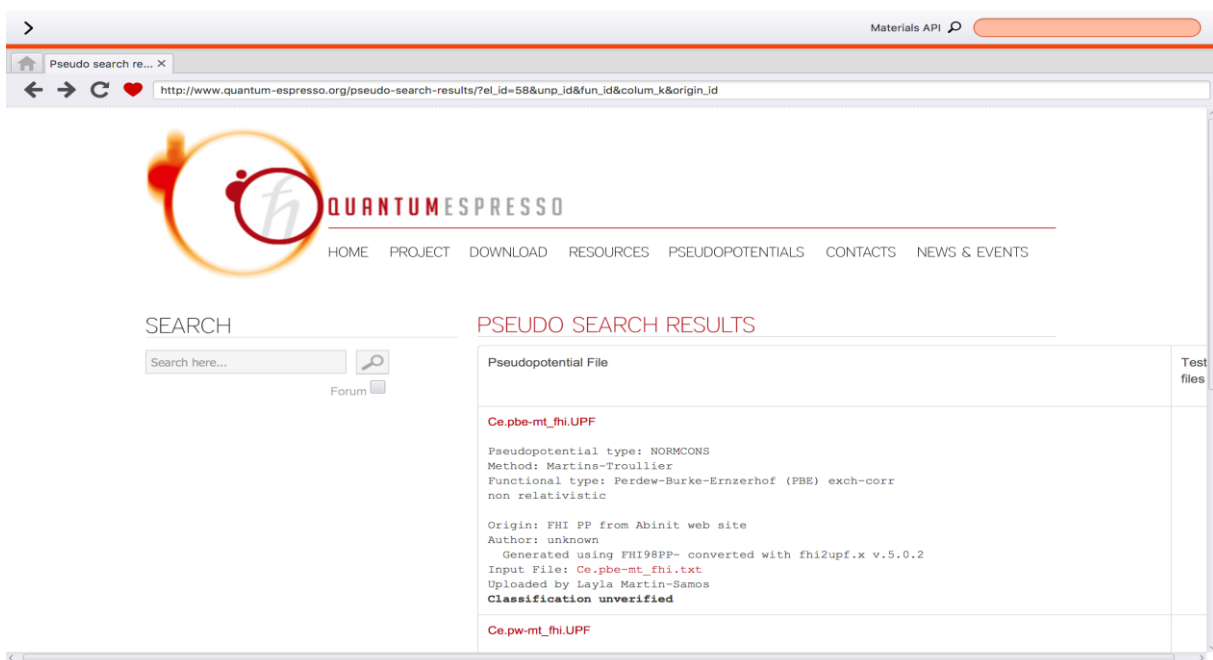 Materials API
Pseudo search re... ×
http://www.quantum-espresso.org/pseudo-search-results/?el_id=58&unp_id&fun_id&colum_k&origin_id
QUANTUMESPRESSO
HOME PROJECT DOWNLOAD RESOURCES PSEUDOPOTENTIALS CONTACTS NEWS & EVENTS
SEARCH
Search here...
Forum
PSEUDO SEARCH RESULTS
Pseudopotential File
Test
files
Ce.pbe-mt_fhi.UPF
Pseudopotential type: NORMCONS
Method: Martins-Troullier
Functional type: Perdew-Burke-Ernzerhof (PBE) exch-corr
non relativistic
Origin: FHI PP from Abinit web site
Author: unknown
Generated using FHI98PP- converted with fhi2upf.x v.5.0.2
Input File: Ce.pbe-mt_fhi.txt
Uploaded by Layla Martin-Samos
Classification unverified
Ce.pw-mt_fhi.UPF